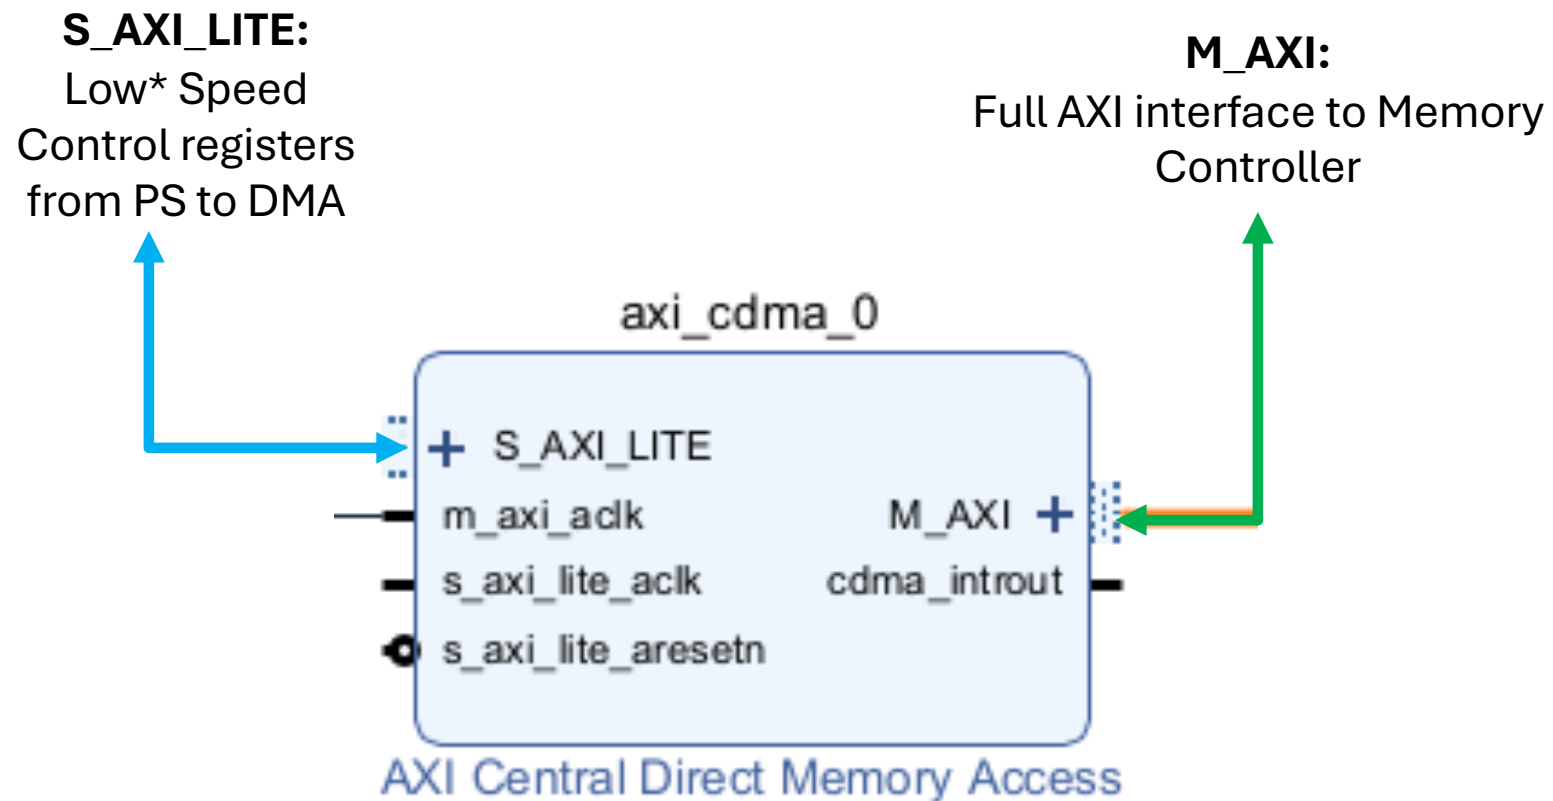 S_AXI_LITE:
Low* Speed
Control registers
from PS to DMA
M_AXI:
Full AXI interface to Memory
Controller
axi_cdma_0
S_AXI_LITE
m_axi_aclk
s_axi_lite_aclk
s_axi_lite_aresetn
M_AXI
cdma_introut
AXI Central Direct Memory Access